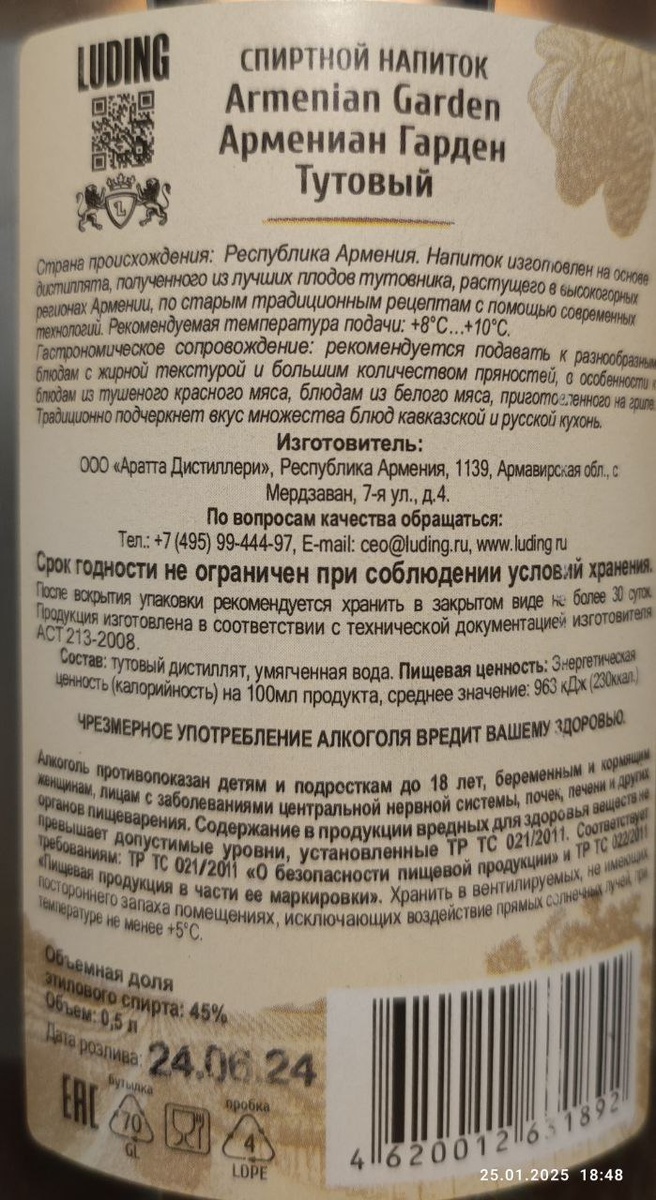 LUDING
СПИРТНОЙ НАПИТОК
Armenian Garden
Армениан Гарден
Тутовый
Страна происхождения: Республика Армения. Напиток изготовлен на основе
дистиллята, полученного из лучших плодов тутовника, растущего в высокогорных
регионах Армении, по старым традиционным рецептам с помощью современных
технологий. Рекомендуемая температура подачи: +8°С...+10°С.
Гастрономическое сопровождение: рекомендуется подавать к разнообразным
блюдам с жирной текстурой и большим количеством пряностей, в особенности к
блюдам из тушеного красного мяса, блюдам из белого мяса, приготовленного на гриле.
Традиционно подчеркнет вкус множества блюд кавказской и русской кухонь.
Изготовитель:
ООО «Аратта Дистиллери», Республика Армения, 1139, Армавирская обл., с
Мердзаван, 7-я ул., д.4.
По вопросам качества обращаться:
Тел.: +7 (495) 99-444-97, E-mail: ceo@luding.ru, www.luding.ru
Срок годности не ограничен при соблюдении условий хранения.
После вскрытия упаковки рекомендуется хранить в закрытом виде не более 30 суток.
Продукция изготовлена в соответствии с технической документацией изготовителя
АСТ 213-2008.
Состав: тутовый дистиллят, умягченная вода. Пищевая ценность: Энергетическая
ценность (калорийность) на 100мл продукта, среднее значение: 963 кДж (230ккал.)
ЧРЕЗМЕРНОЕ УПОТРЕБЛЕНИЕ АЛКОГОЛЯ ВРЕДИТ ВАШЕМУ ЗДОРОВЬЮ.
Алкоголь противопоказан детям и подросткам до 18 лет, беременным и кормящим
женщинам, лицам с заболеваниями центральной нервной системы, почек, печени и других
органов пищеварения. Содержание в продукции вредных для здоровья веществ не
превышает допустимые уровни, установленные ТР ТС 021/2011. Соответствует
требованиям: ТР ТС 021/2011 «О безопасности пищевой продукции» и ТР ТС 022/2011
«Пищевая продукция в части ее маркировки». Хранить в вентилируемых, не имеющих
постороннего запаха помещениях, исключающих воздействие прямых солнечных лучей, при
температуре не менее +5°С.
Объемная доля
этилового спирта: 45%
Объем: 0,5 л
Дата розлива: 24.06.24
EAC
бутылка
70
GL
пробка
4
LDPE
4 620012 631892
25.01.2025 18:48